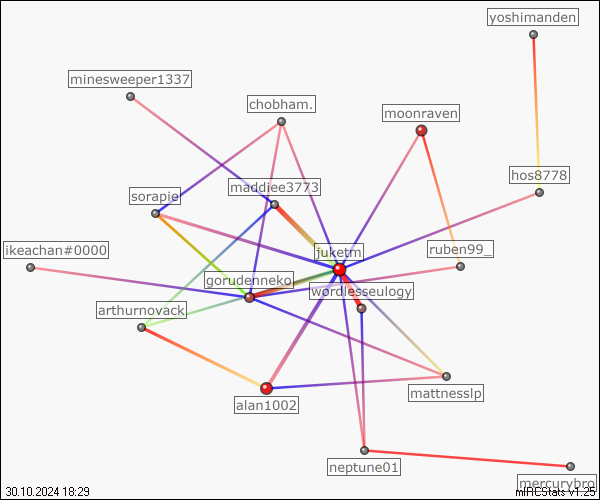 yoshimanden
minesweeper1337
chobham.
moonraven
hos8778
maddiee3773
sorapie
ikeachan#0000
juketm
ruben99_
gorudenneko
wordlesseulogy
arthurnovack
mattnesslp
alan1002
neptune01
mercurybro
30.10.2024 18:29
mIRCStats v1.25